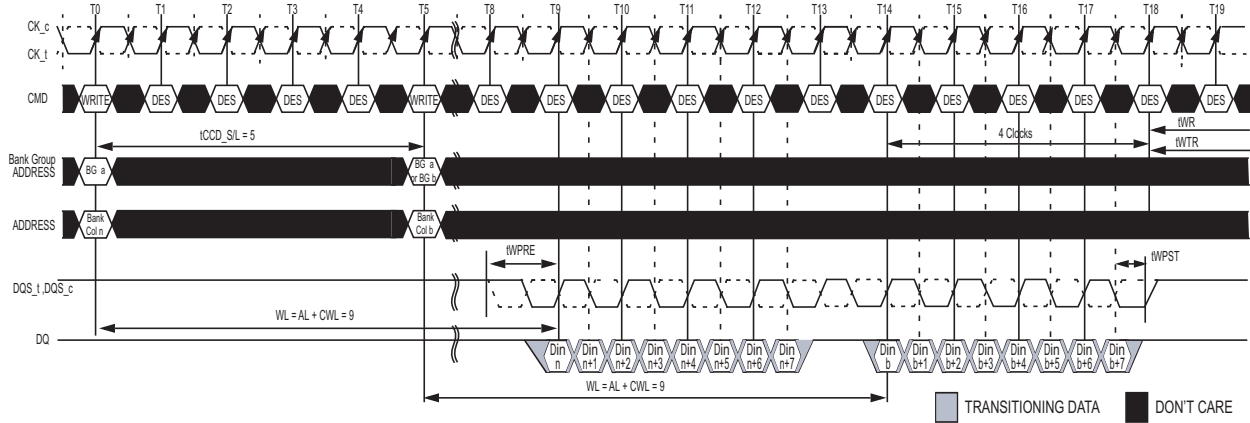 T0 T1 T2 T3 T4 T5 T8 T9 T10 T11 T12 T13 T14 T15 T16 T17 T18 T19
CK_c
CK_t
CMD
WRITE DES DES DES DES WRITE DES DES DES DES DES DES DES DES DES DES DES DES
tCCD_S/L = 5
4 Clocks
tWR
tWTR
Bank Group
ADDRESS
BG a
BG a
or BG b
ADDRESS
Bank
Col n
Bank
Col b
tWPRE
tWPST
DQS_t ,DQS_c
WL = AL + CWL = 9
DQ
Din Din Din Din Din Din Din Din Din Din Din Din Din Din Din Din
n n+1 n+2 n+3 n+4 n+5 n+6 n+7 b b+1 b+2 b+3 b+4 b+5 b+6 b+7
WL = AL + CWL = 9
TRANSITIONING DATA
DON'T CARE